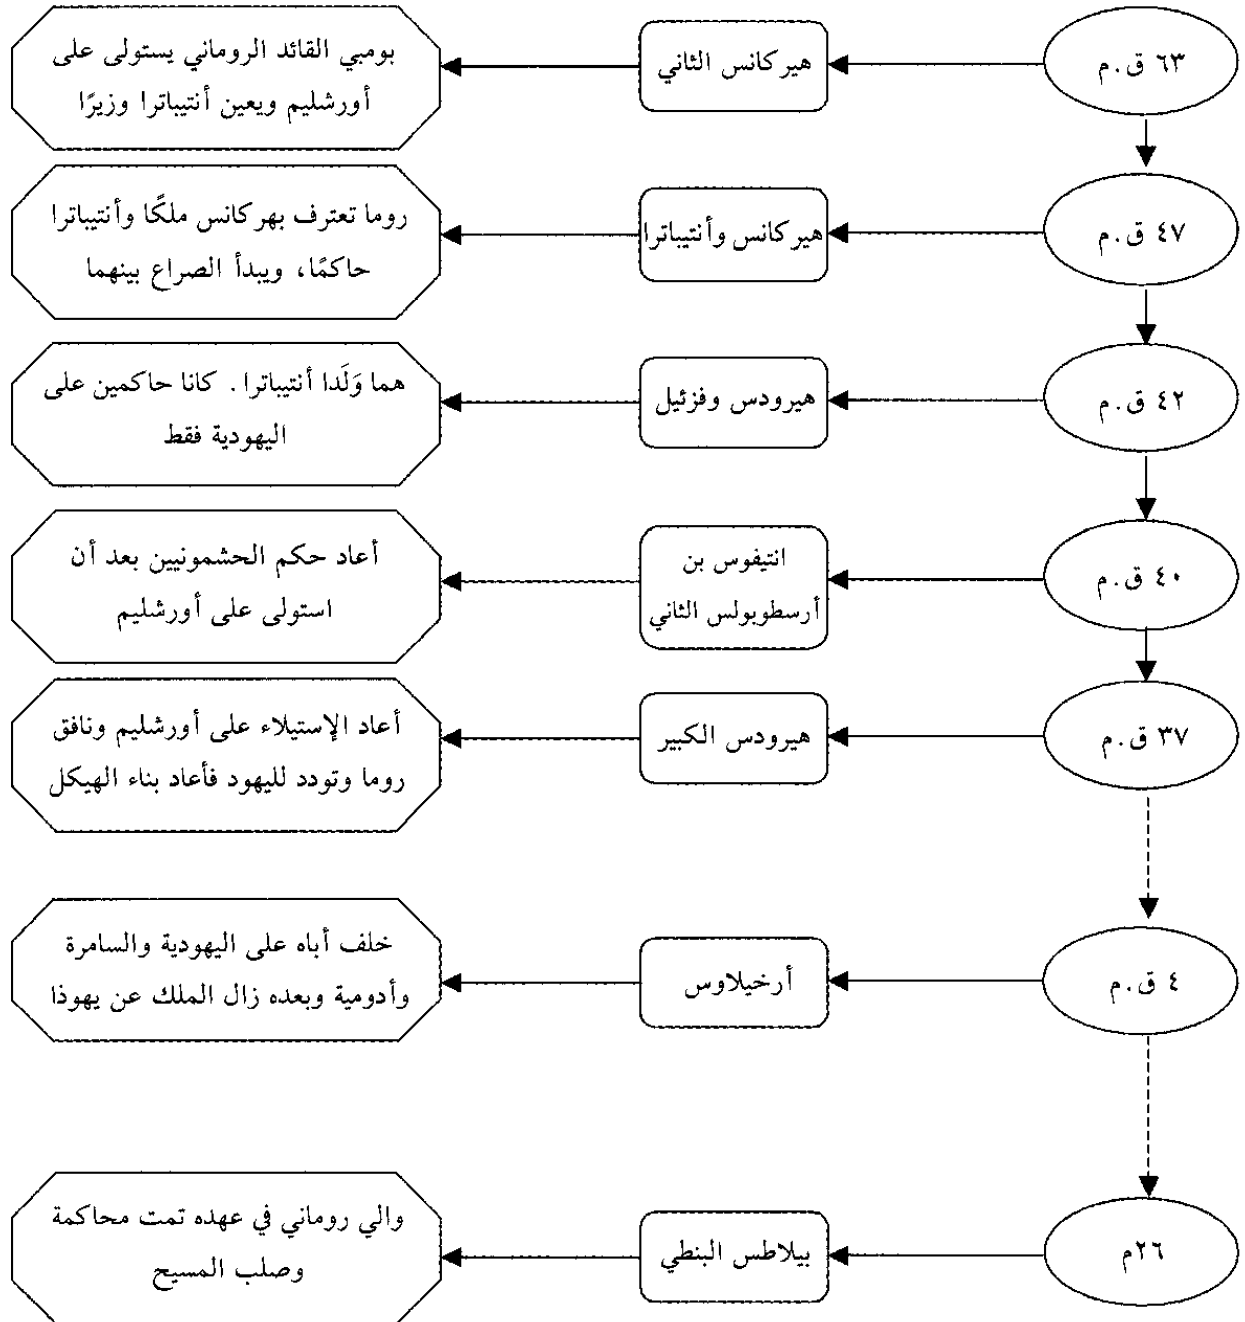 ٦٣ ق.م
هيركانس الثاني
بومبي القائد الروماني يستولى على
أورشليم ويعين أنتيباترا وزيرًا
٤٧ ق.م
هيركانس وأنتيباترا
روما تعترف بهركانس ملكًا وأنتيباترا
حاكمًا، ويبدأ الصراع بينهما
٤٢ ق.م
هيرودس وفزئيل
هما وَلَدا أنتيباترا . كانا حاكمين على
اليهودية فقط
٤٠ ق.م
انتيفوس بن
أرسطوبولس الثاني
أعاد حكم الحشمونيين بعد أن
استولى على أورشليم
٣٧ ق.م
هيرودس الكبير
أعاد الإستيلاء على أورشليم ونافق
روما وتودد لليهود فأعاد بناء الهيكل
٤ ق.م
أرخيلاوس
خلف أباه على اليهودية والسامرة
وأدومية وبعده زال الملك عن يهوذا
٢٦م
بيلاطس البنطي
والي روماني في عهده تمت محاكمة
وصلب المسيح